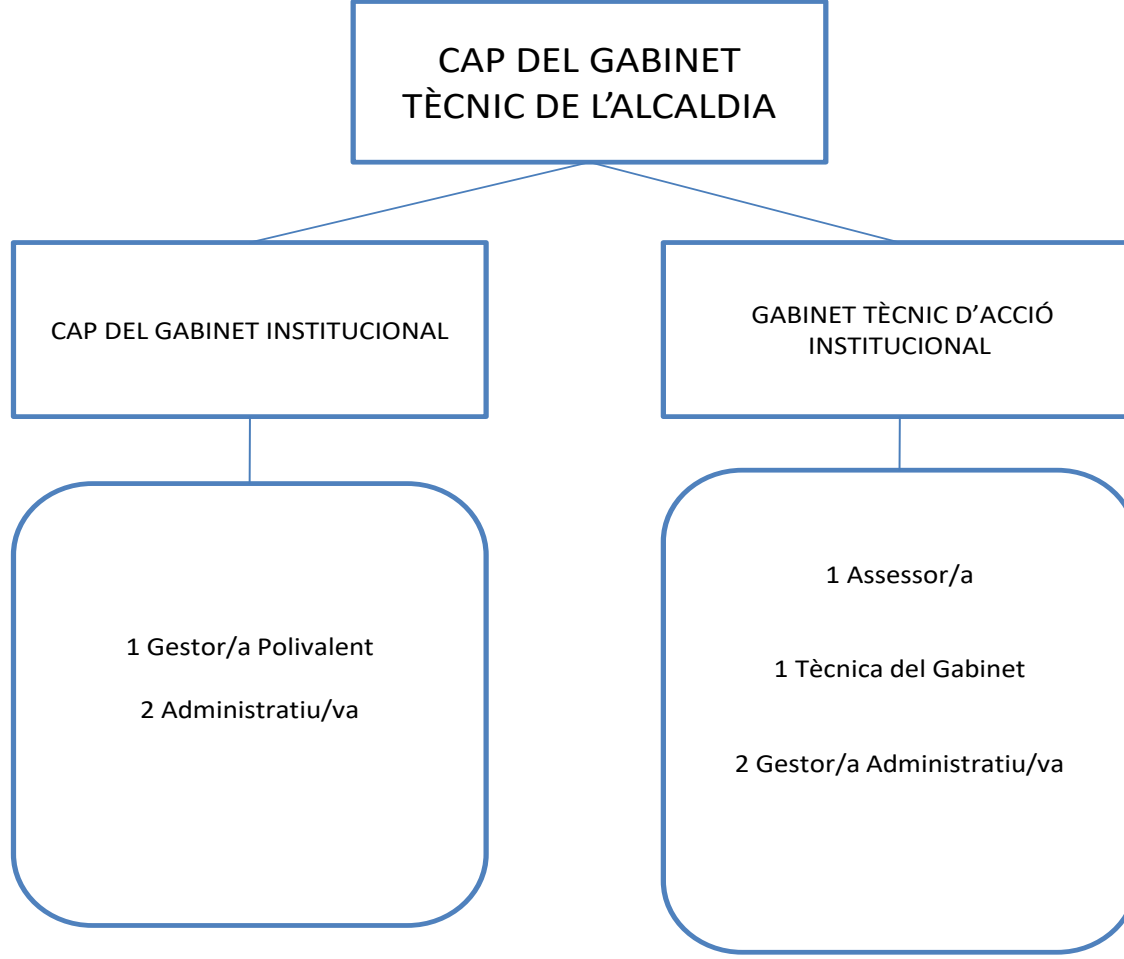 CAP DEL GABINET
TÈCNIC DE L’ALCALDIA
CAP DEL GABINET INSTITUCIONAL
GABINET TÈCNIC D’ACCIÓ
INSTITUCIONAL
1 Gestor/a Polivalent
2 Administratiu/va
1 Assessor/a
1 Tècnica del Gabinet
2 Gestor/a Administratiu/va